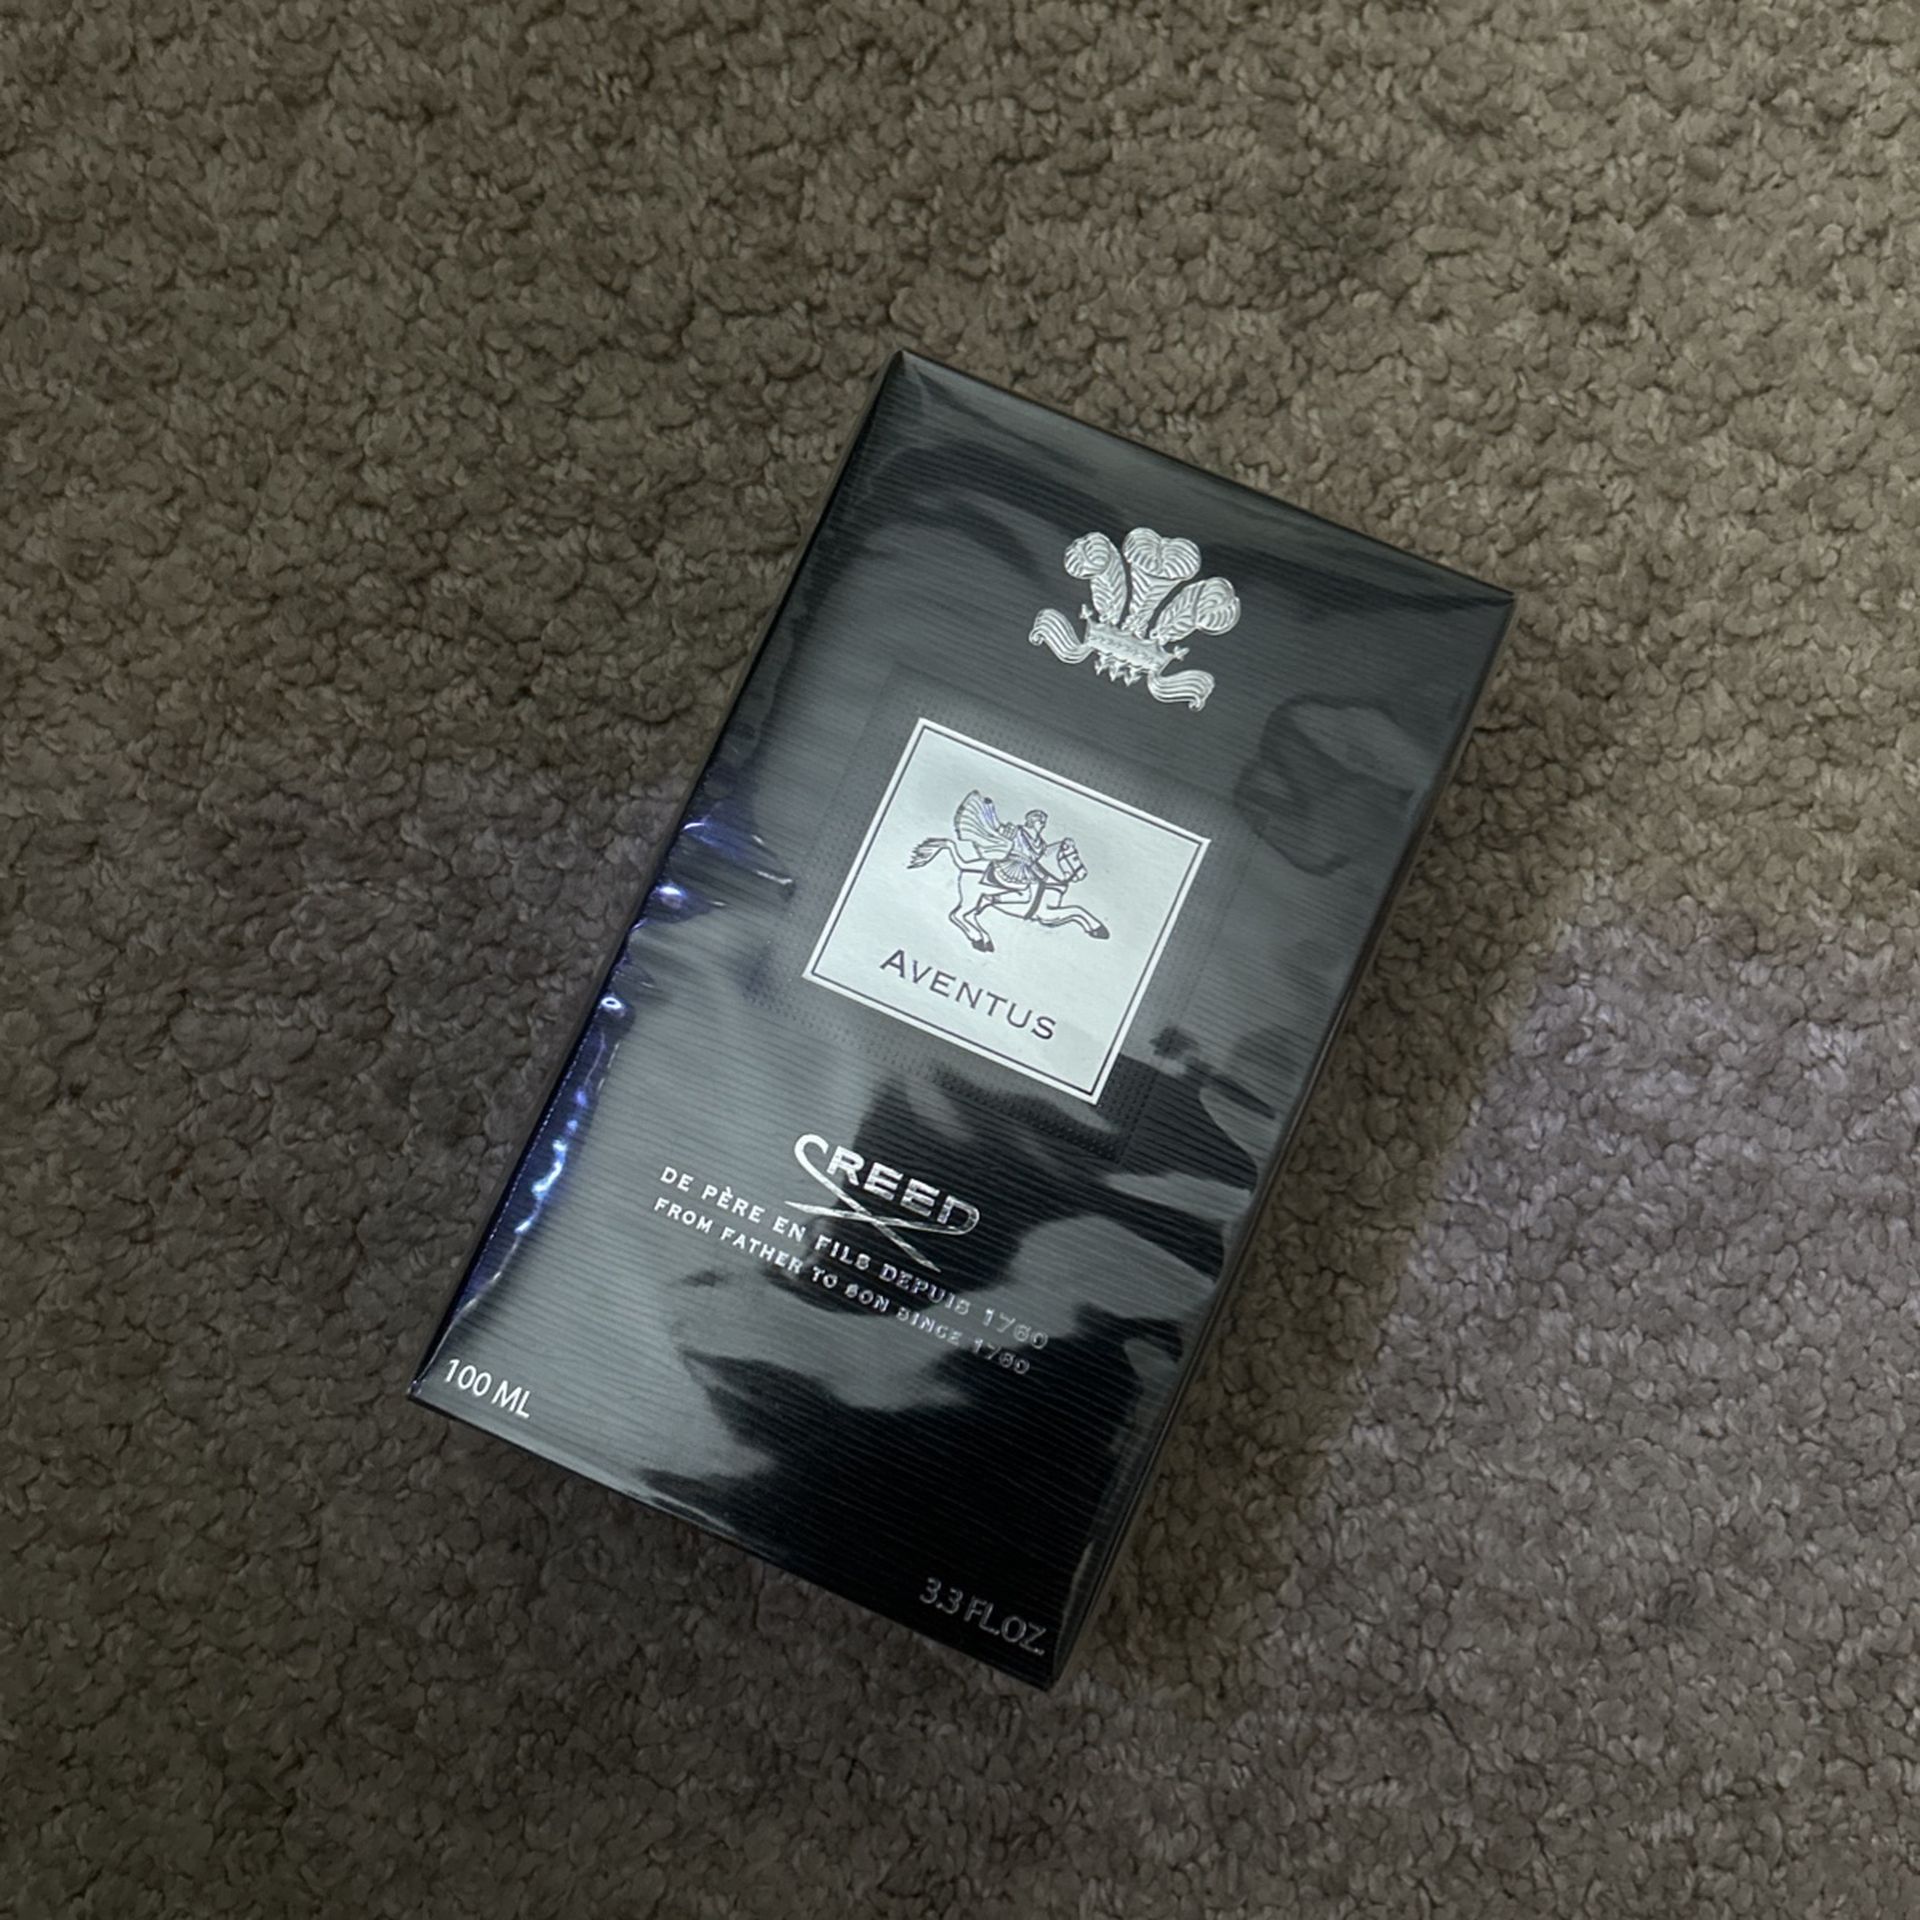 AVENTUS
CREED
DE PÈRE EN FILS DEPUIS 1760
FROM FATHER TO SON SINCE 1760
100 ML
3.3 FL.OZ.